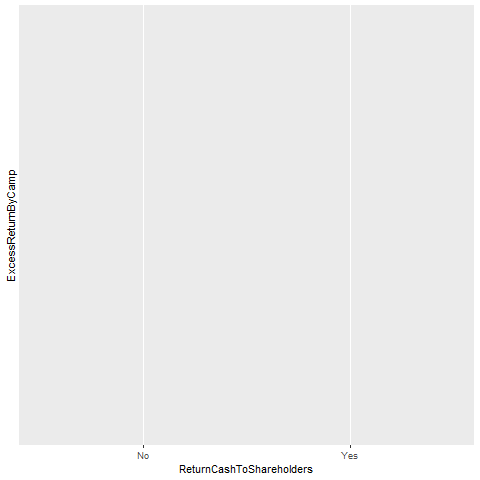 ExcessReturnByCamp
No
Yes
ReturnCashToShareholders